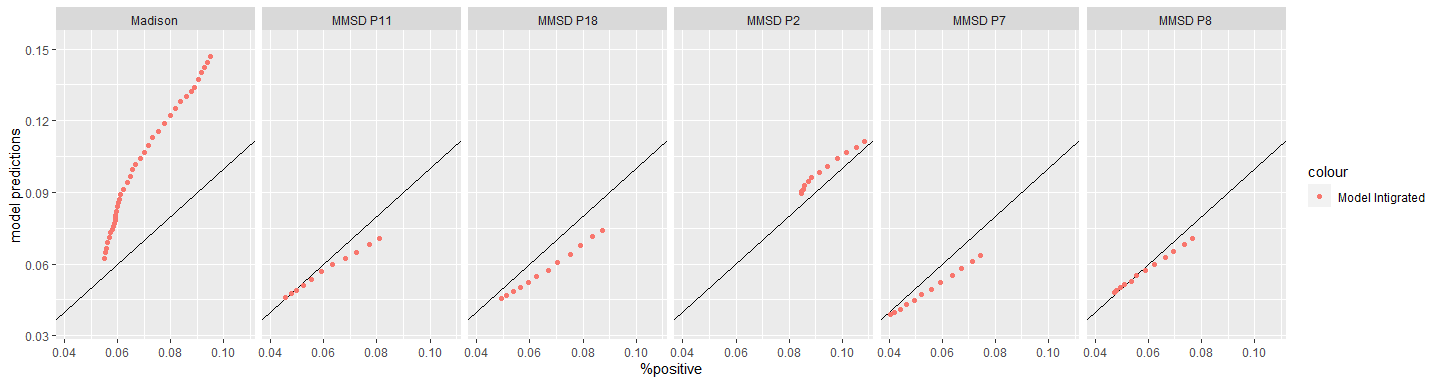 Madison
MMSD P11
MMSD P18
MMSD P2
MMSD P7
MMSD P8
model predictions
0.15
0.12
0.09
0.06
0.03
0.04 0.06 0.08 0.10
0.04 0.06 0.08 0.10
0.04 0.06 0.08 0.10
0.04 0.06 0.08 0.10
0.04 0.06 0.08 0.10
0.04 0.06 0.08 0.10
%positive
colour
Model Intigrated